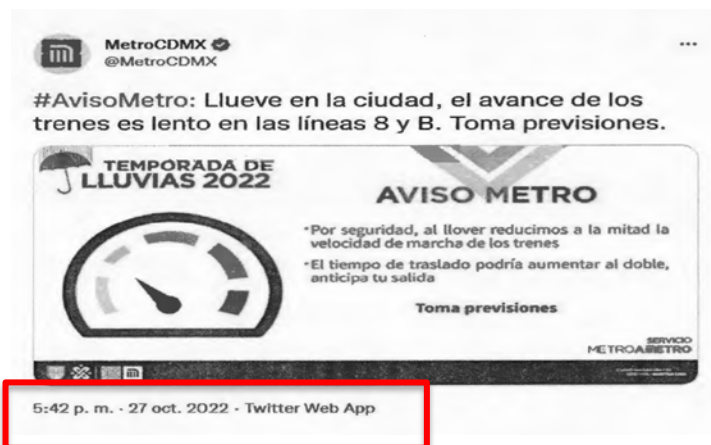 MetroCDMX
@MetroCDMX
#AvisoMetro: Llueve en la ciudad, el avance de los
trenes es lento en las líneas 8 y B. Toma previsiones.
TEMPORADA DE
LLUVIAS 2022
AVISO METRO
•Por seguridad, al llover reducimos a la mitad la
velocidad de marcha de los trenes
•El tiempo de traslado podría aumentar al doble,
anticipa tu salida
Toma previsiones
SERVICIO
METROAMETRO
5:42 p. m. · 27 oct. 2022 · Twitter Web App